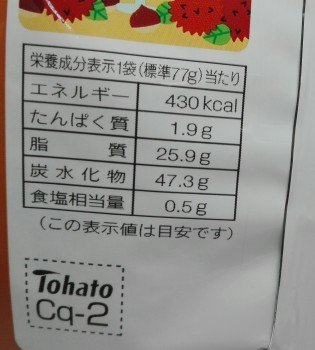 栄養成分表示1袋(標準77g)当たり
エネルギー 430kcal
たんぱく質 1.9g
脂質 25.9g
炭水化物 47.3g
食塩相当量 0.5g
(この表示値は目安です)
Tohato
Cq-2